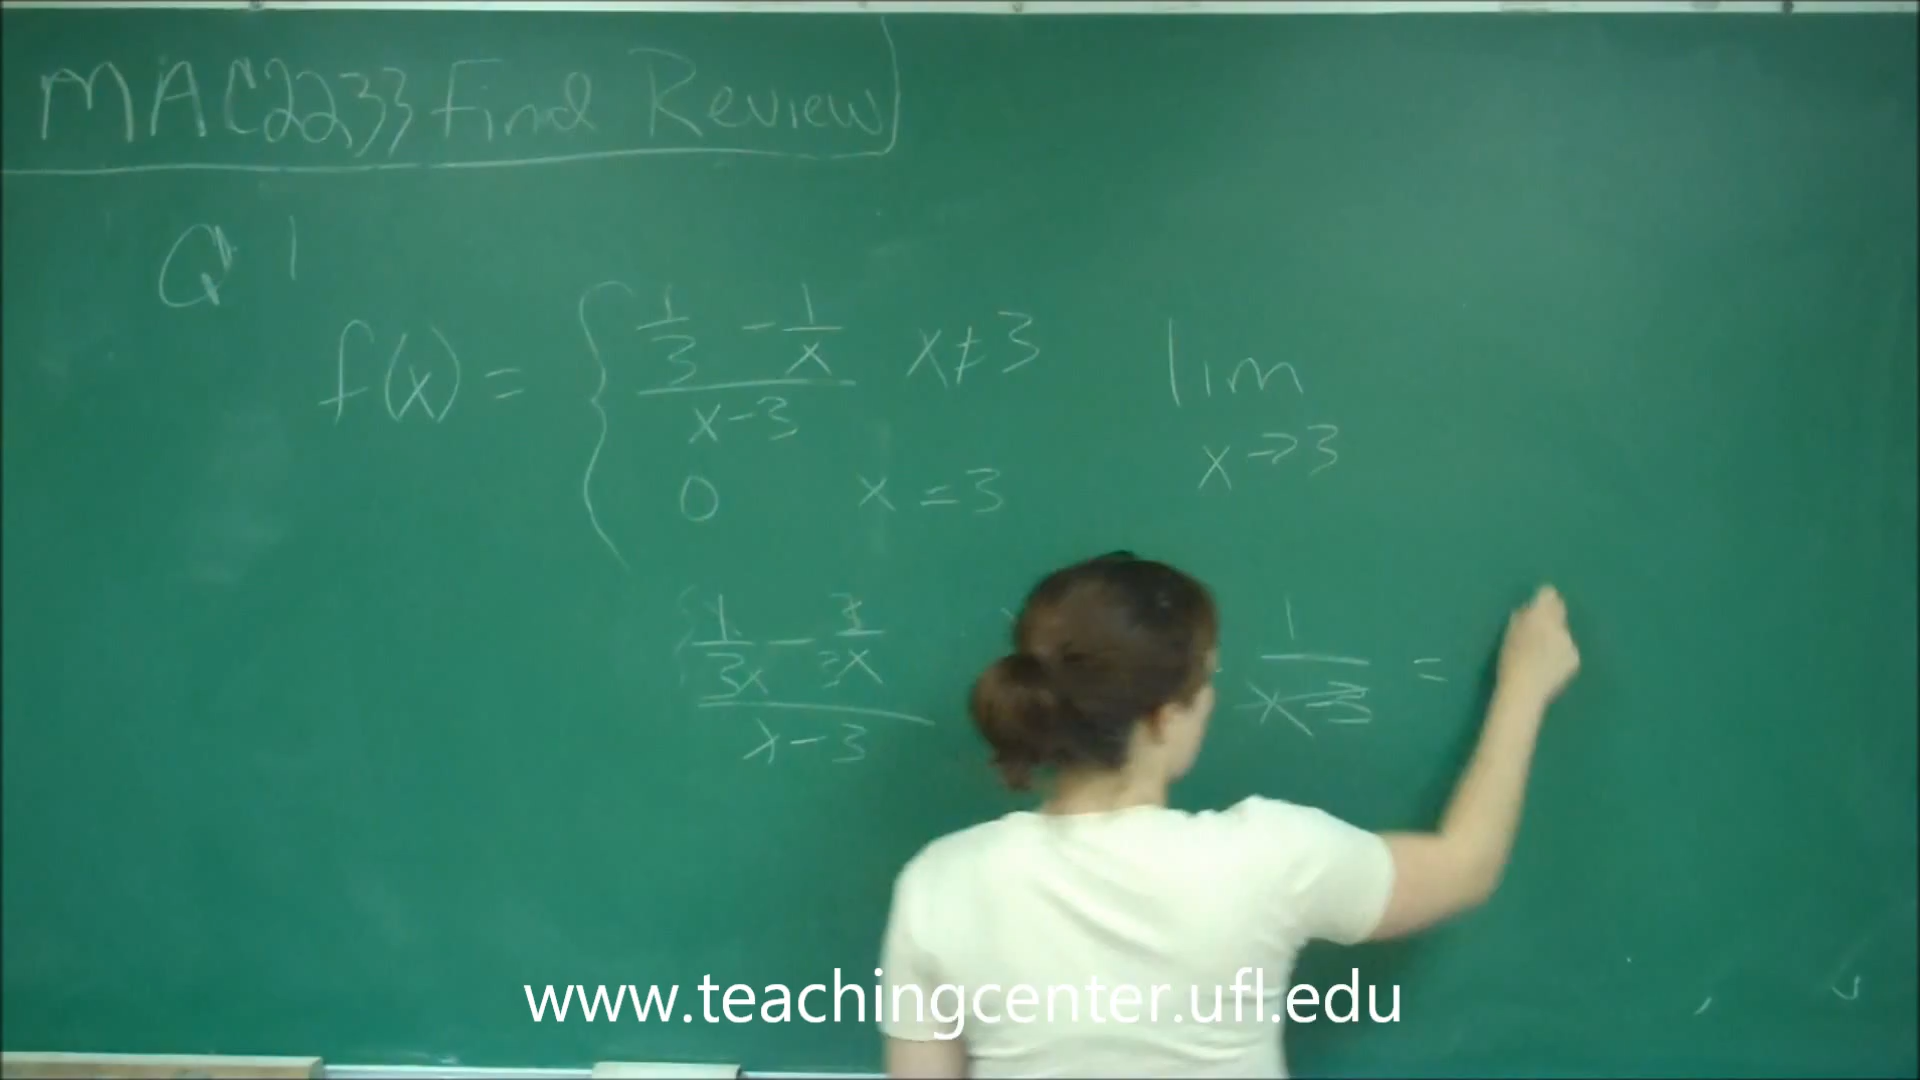 MAC2233 Final Review
Q 1
f(x) = { (1/3 - 1/x)/(x-3) x≠3
0 x=3
lim
x→3
(x1/3x - 3/3x)/(x-3) 1/(x-3) =
www.teachingcenter.ufl.edu